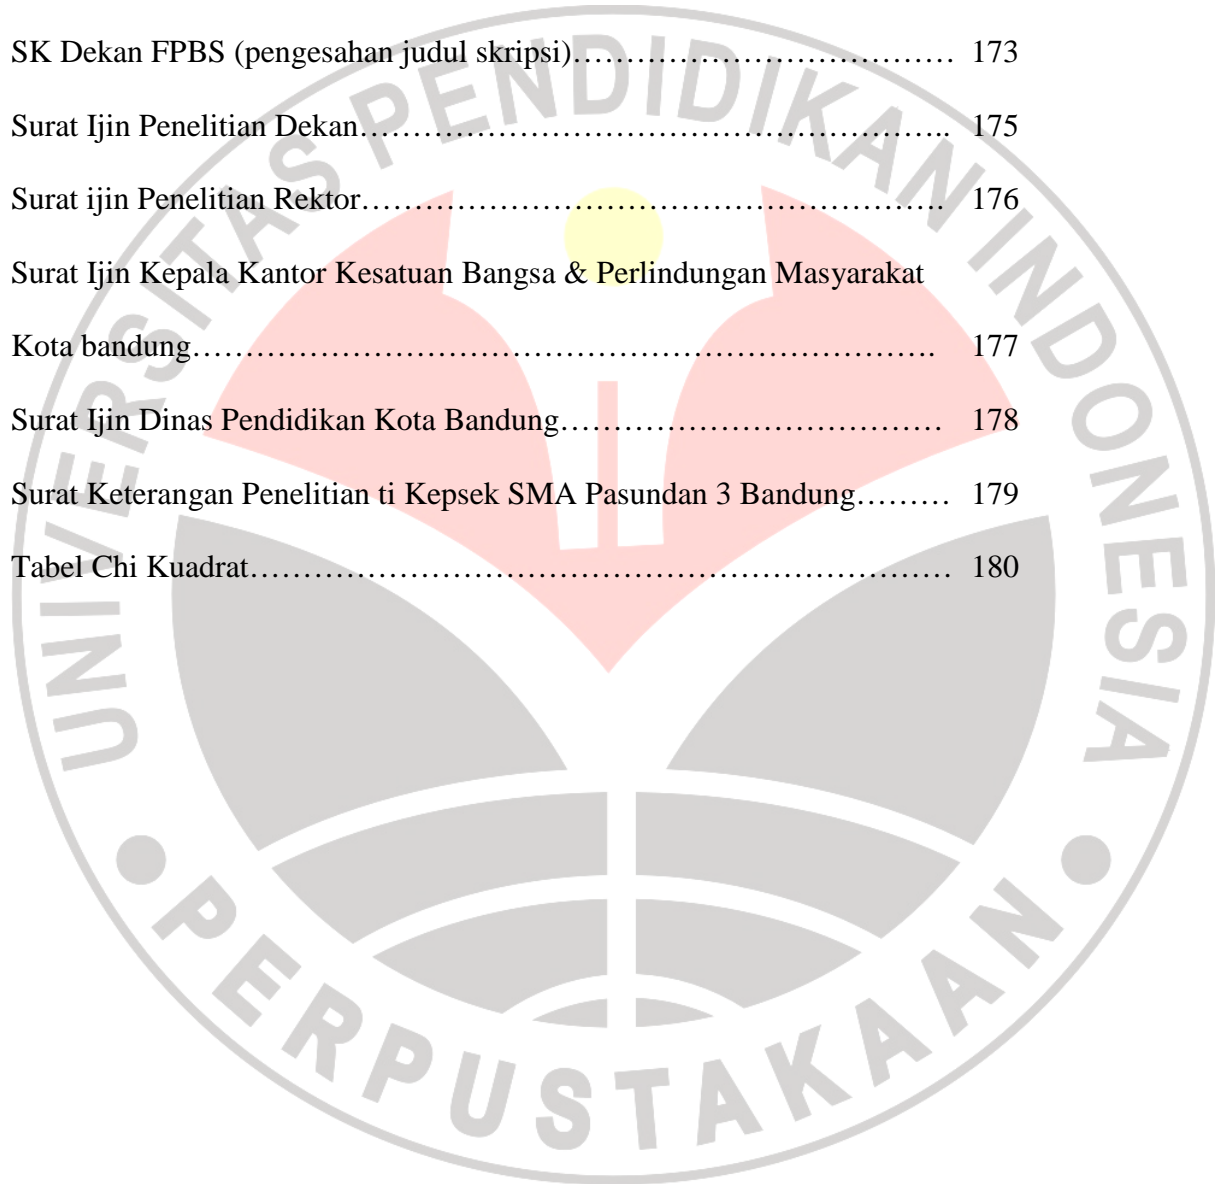 SK Dekan FPBS (pengesahan judul skripsi)……………………………… 173
Surat Ijin Penelitian Dekan……………………………………………….. 175
Surat ijin Penelitian Rektor………………………………………………. 176
Surat Ijin Kepala Kantor Kesatuan Bangsa & Perlindungan Masyarakat
Kota bandung……………………………………………………………. 177
Surat Ijin Dinas Pendidikan Kota Bandung……………………………… 178
Surat Keterangan Penelitian ti Kepsek SMA Pasundan 3 Bandung……… 179
Tabel Chi Kuadrat………………………………………………………… 180
UNIVERSITAS PENDIDIKAN INDONESIA
PERPUSTAKAAN